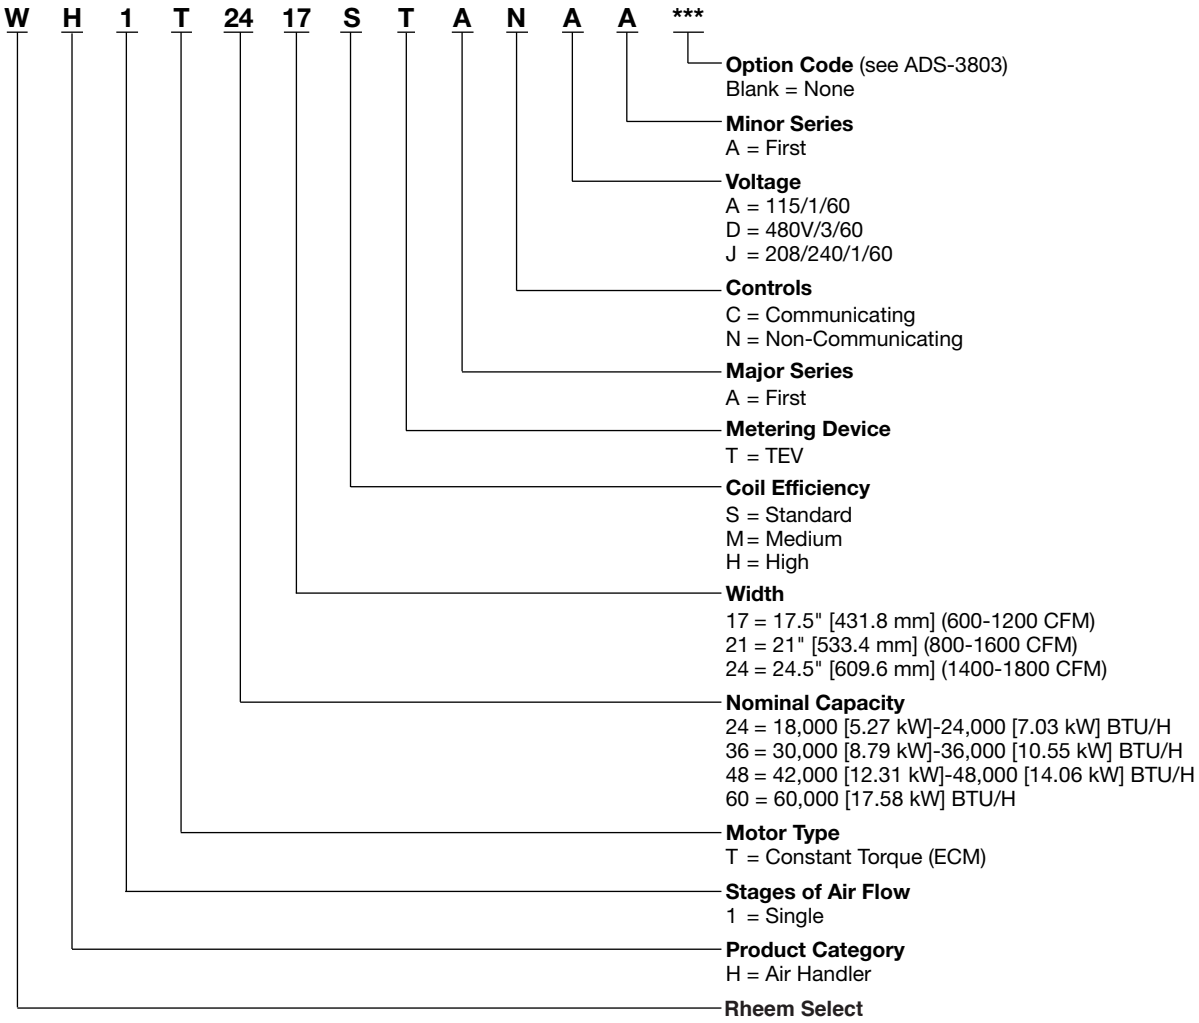 W H 1 T 24 17 S T A N A A ***
Option Code (see ADS-3803)
Blank = None
Minor Series
A = First
Voltage
A = 115/1/60
D = 480V/3/60
J = 208/240/1/60
Controls
C = Communicating
N = Non-Communicating
Major Series
A = First
Metering Device
T = TEV
Coil Efficiency
S = Standard
M = Medium
H = High
Width
17 = 17.5" [431.8 mm] (600-1200 CFM)
21 = 21" [533.4 mm] (800-1600 CFM)
24 = 24.5" [609.6 mm] (1400-1800 CFM)
Nominal Capacity
24 = 18,000 [5.27 kW]-24,000 [7.03 kW] BTU/H
36 = 30,000 [8.79 kW]-36,000 [10.55 kW] BTU/H
48 = 42,000 [12.31 kW]-48,000 [14.06 kW] BTU/H
60 = 60,000 [17.58 kW] BTU/H
Motor Type
T = Constant Torque (ECM)
Stages of Air Flow
1 = Single
Product Category
H = Air Handler
Rheem Select